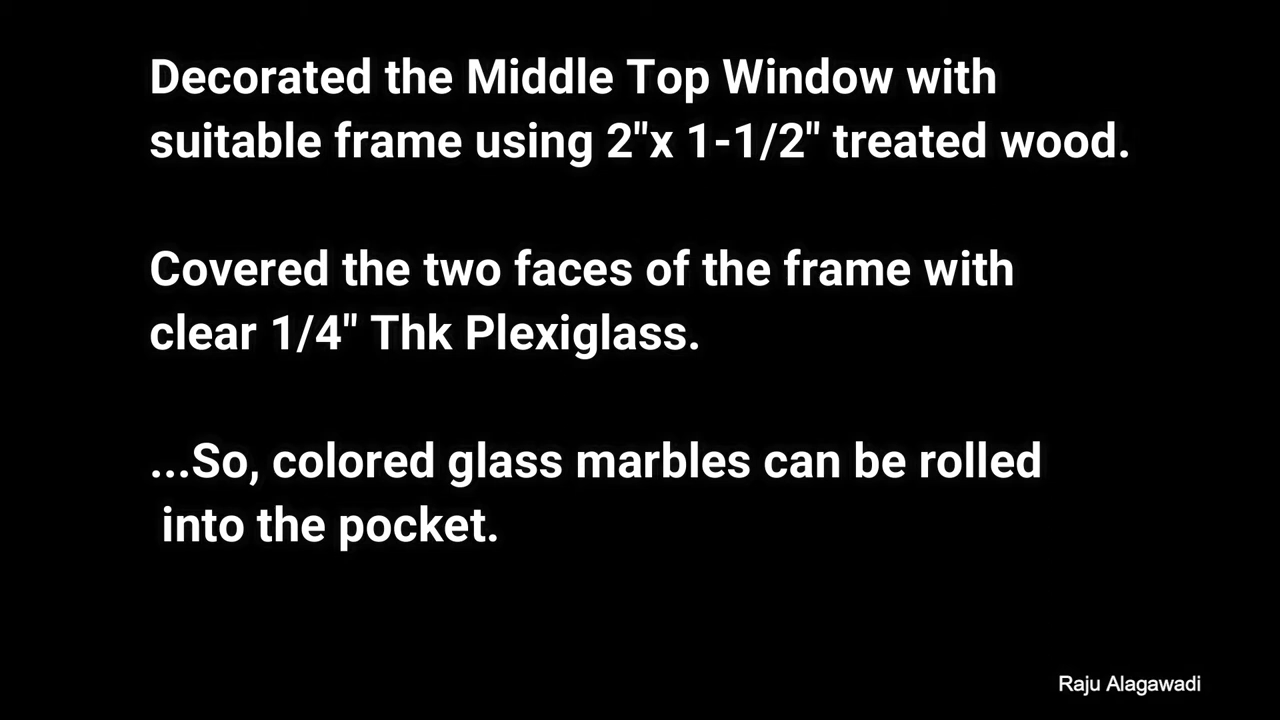 Decorated the Middle Top Window with
suitable frame using 2"x 1-1/2" treated wood.
Covered the two faces of the frame with
clear 1/4" Thk Plexiglass.
...So, colored glass marbles can be rolled
into the pocket.
Raju Alagawadi